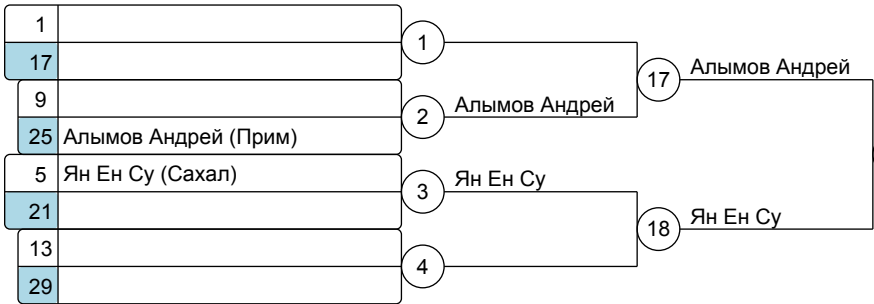 1
17
1
Алымов Андрей
17
9
2
Алымов Андрей
25 Алымов Андрей (Прим)
5 Ян Ен Су (Сахал)
3
Ян Ен Су
21
18
Ян Ен Су
13
4
29